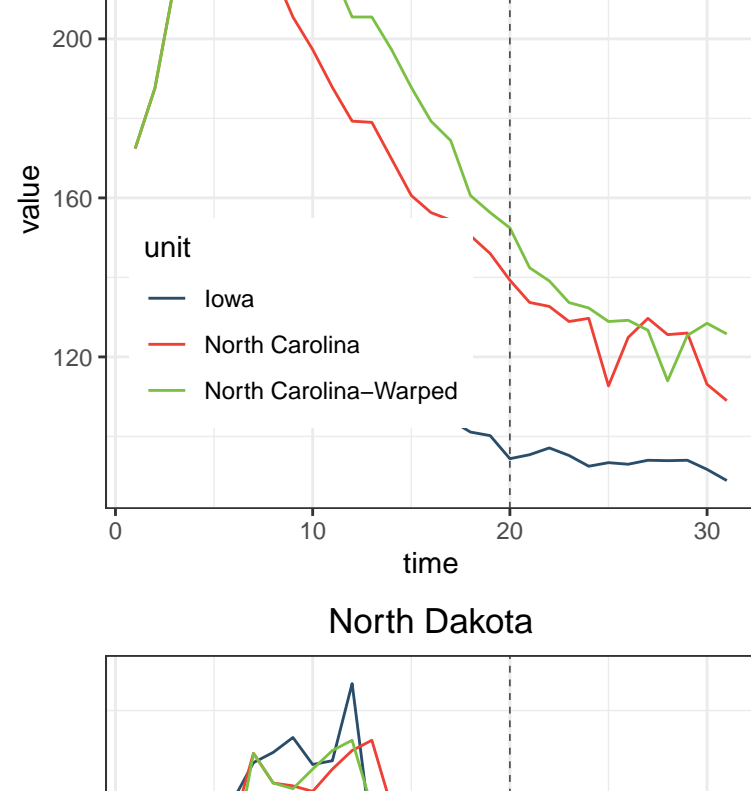 200
160
120
value
unit
Iowa
North Carolina
North Carolina−Warped
0 10 20 30
time
North Dakota